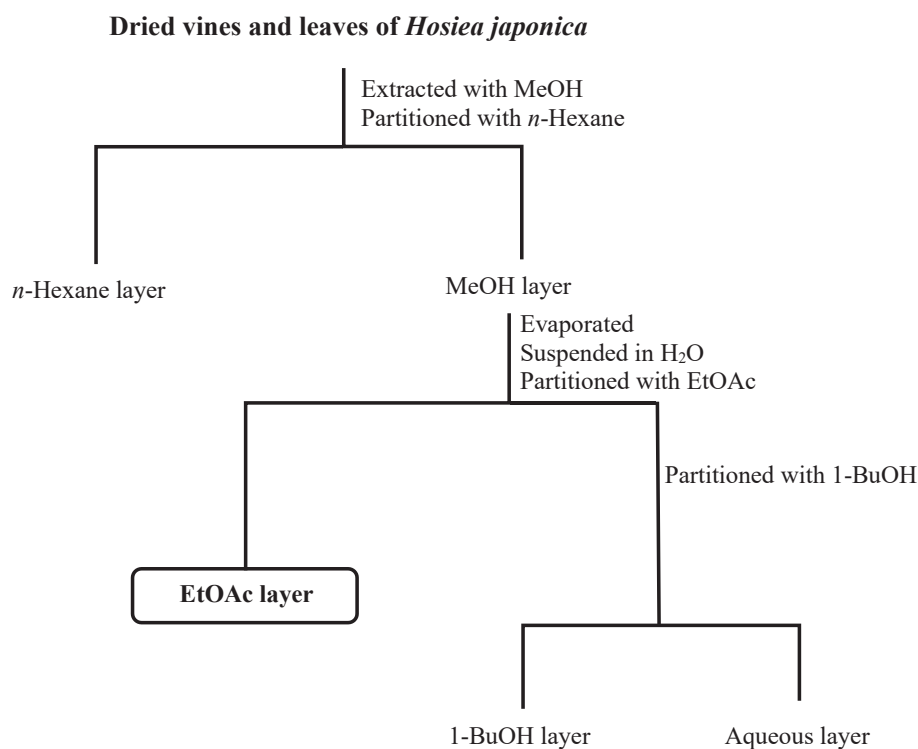 Dried vines and leaves of Hosiea japonica
Extracted with MeOH
Partitioned with n-Hexane
n-Hexane layer
MeOH layer
Evaporated
Suspended in H₂O
Partitioned with EtOAc
Partitioned with 1-BuOH
EtOAc layer
1-BuOH layer
Aqueous layer